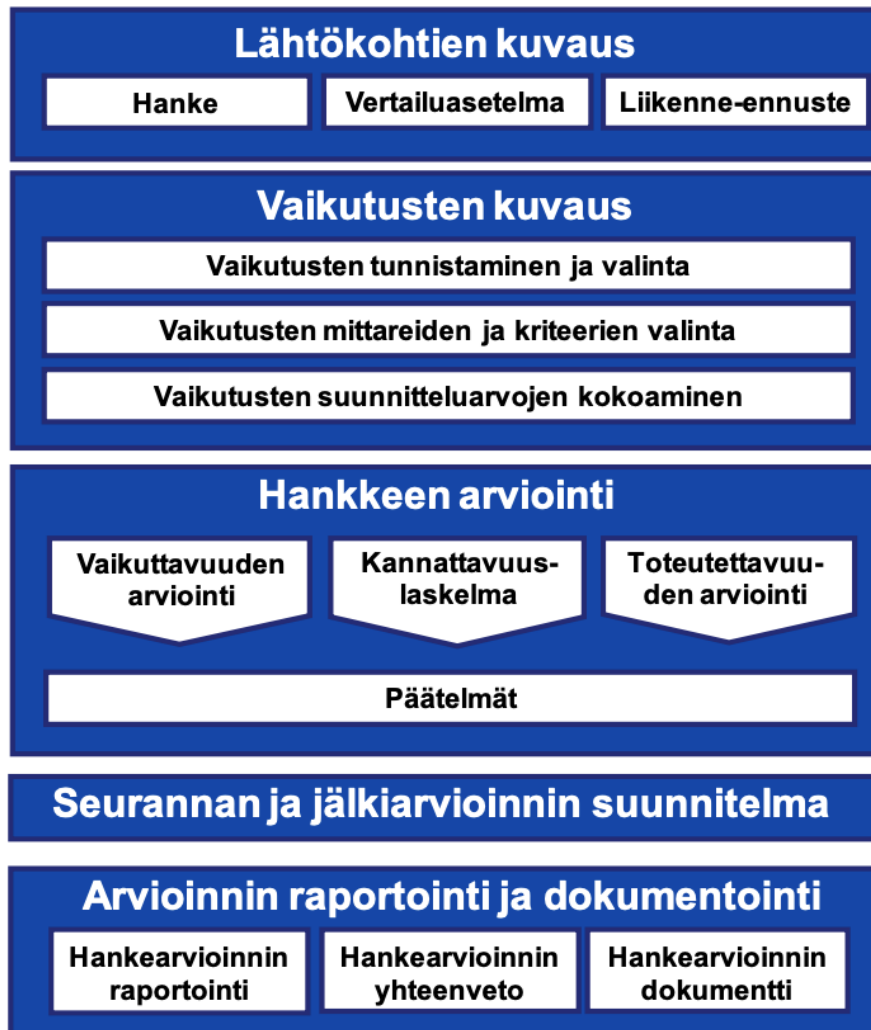 Lähtökohtien kuvaus
Hanke
Vertailuasetelma
Liikenne-ennuste
Vaikutusten kuvaus
Vaikutusten tunnistaminen ja valinta
Vaikutusten mittareiden ja kriteerien valinta
Vaikutusten suunnitteluarvojen kokoaminen
Hankkeen arviointi
Vaikuttavuuden
arviointi
Kannattavuus-
laskelma
Toteutettavuu-
den arviointi
Päätelmät
Seurannan ja jälkiarvioinnin suunnitelma
Arvioinnin raportointi ja dokumentointi
Hankearvioinnin
raportointi
Hankearvioinnin
yhteenveto
Hankearvioinnin
dokumentti